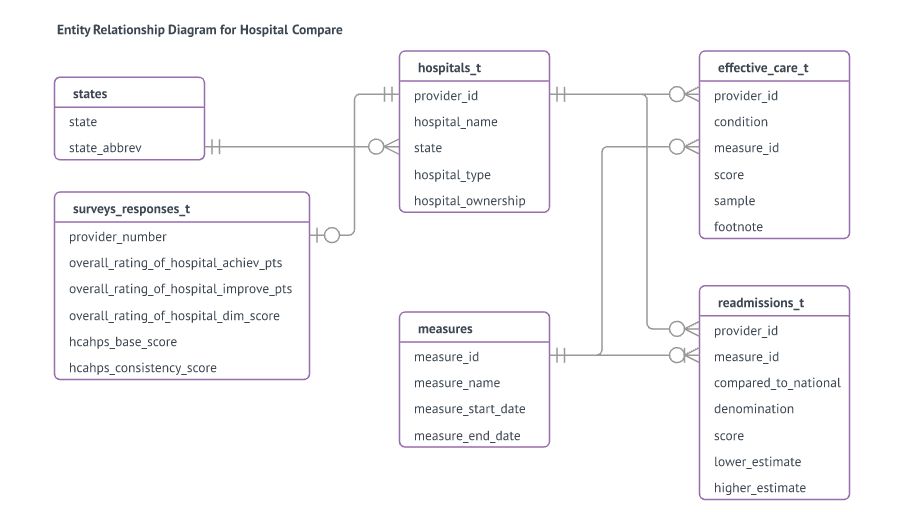 Entity Relationship Diagram for Hospital Compare
states
state
state_abbrev
surveys_responses_t
provider_number
overall_rating_of_hospital_achiev_pts
overall_rating_of_hospital_improve_pts
overall_rating_of_hospital_dim_score
hcahps_base_score
hcahps_consistency_score
hospitals_t
provider_id
hospital_name
state
hospital_type
hospital_ownership
measures
measure_id
measure_name
measure_start_date
measure_end_date
effective_care_t
provider_id
condition
measure_id
score
sample
footnote
readmissions_t
provider_id
measure_id
compared_to_national
denomination
score
lower_estimate
higher_estimate